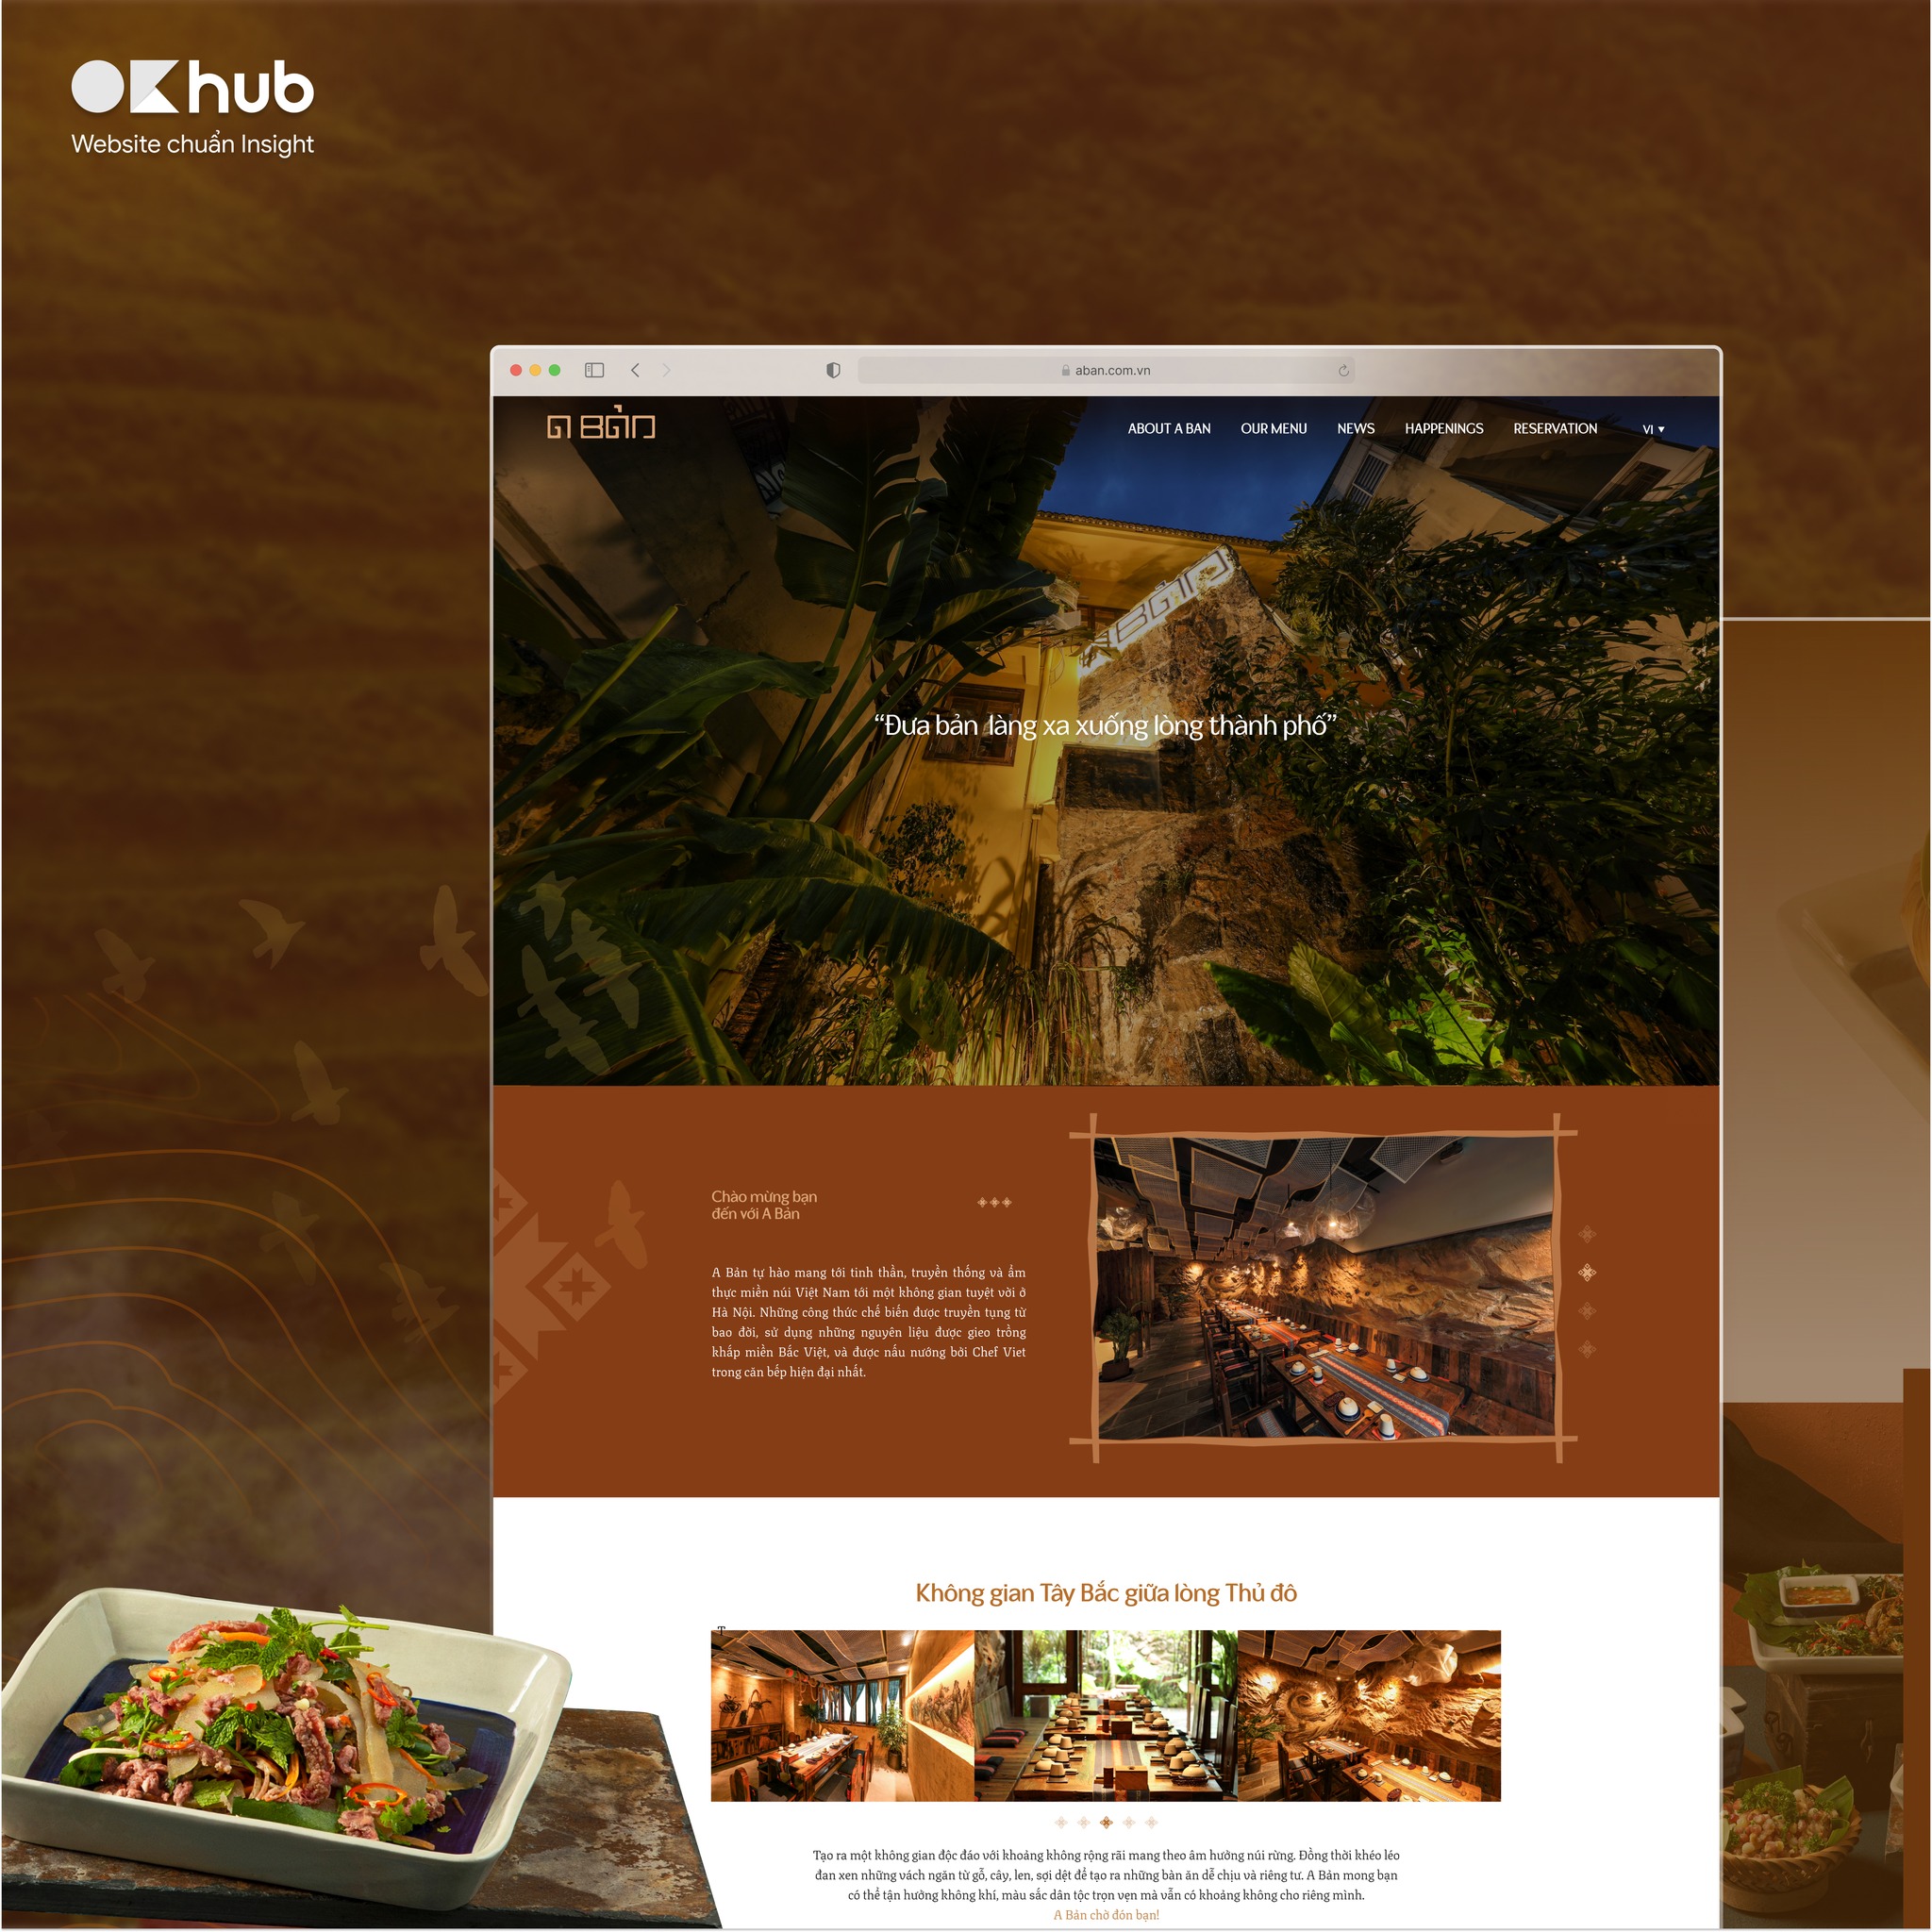 OK hub
Website chuẩn Insight
aban.com.vn
A BẢN
ABOUT A BAN OUR MENU NEWS HAPPENINGS RESERVATION VI
BẢN
“Đưa bản làng xa xuống lòng thành phố”
Chào mừng bạn
đến với A Bản
A Bản tự hào mang tới tinh thần, truyền thống và ẩm
thực miền núi Việt Nam tới một không gian tuyệt vời ở
Hà Nội. Những công thức chế biến được truyền tụng từ
bao đời, sử dụng những nguyên liệu được gieo trồng
khắp miền Bắc Việt, và được nấu nướng bởi Chef Viet
trong căn bếp hiện đại nhất.
Không gian Tây Bắc giữa lòng Thủ đô
T
Tạo ra một không gian độc đáo với khoảng không rộng rãi mang theo âm hưởng núi rừng. Đồng thời khéo léo
đan xen những vách ngăn từ gỗ, cây, len, sợi dệt để tạo ra những bàn ăn dễ chịu và riêng tư. A Bản mong bạn
có thể tận hưởng không khí, màu sắc dân tộc trọn vẹn mà vẫn có khoảng không cho riêng mình.
A Bản chờ đón bạn!